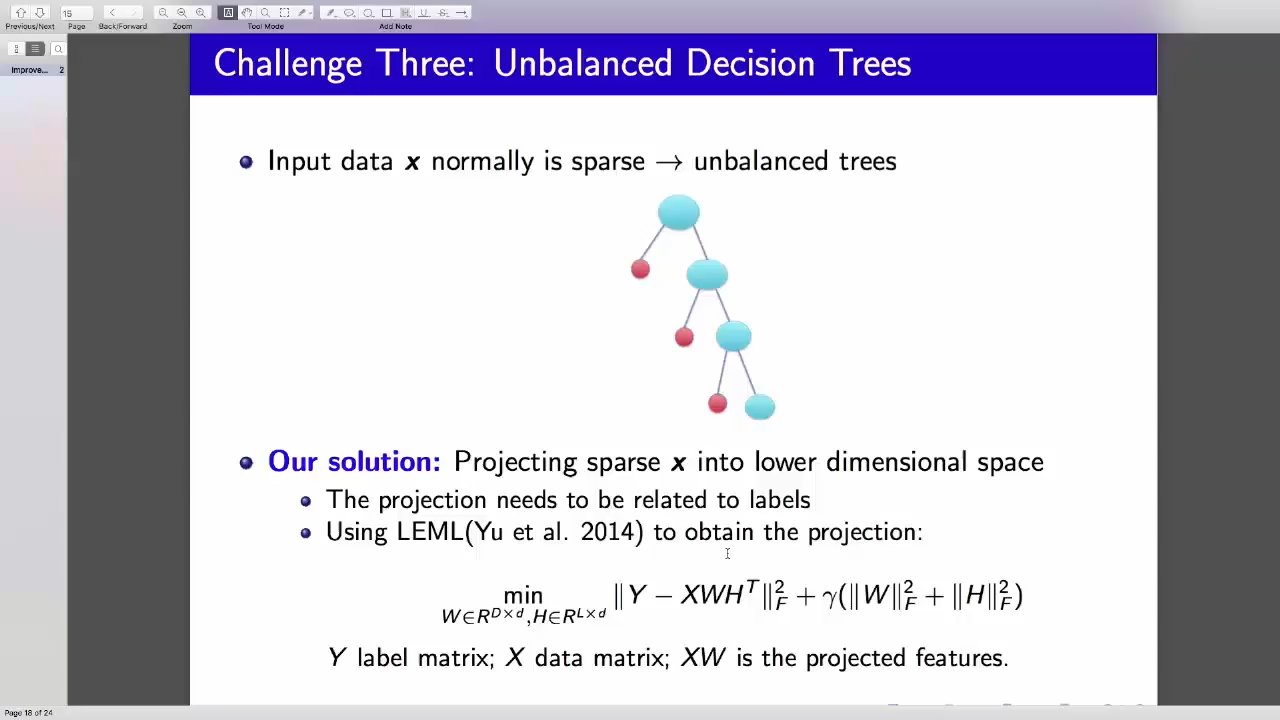 15
Previous/Next Page Back/Forward Zoom Tool Mode Add Note
Improve... 2
Challenge Three: Unbalanced Decision Trees
Input data x normally is sparse → unbalanced trees
Our solution: Projecting sparse x into lower dimensional space
The projection needs to be related to labels
Using LEML(Yu et al. 2014) to obtain the projection:
min ‖Y − XWHᵀ‖²_F + γ(‖W‖²_F + ‖H‖²_F)
W∈R^{D×d},H∈R^{L×d}
Y label matrix; X data matrix; XW is the projected features.
Page 18 of 24